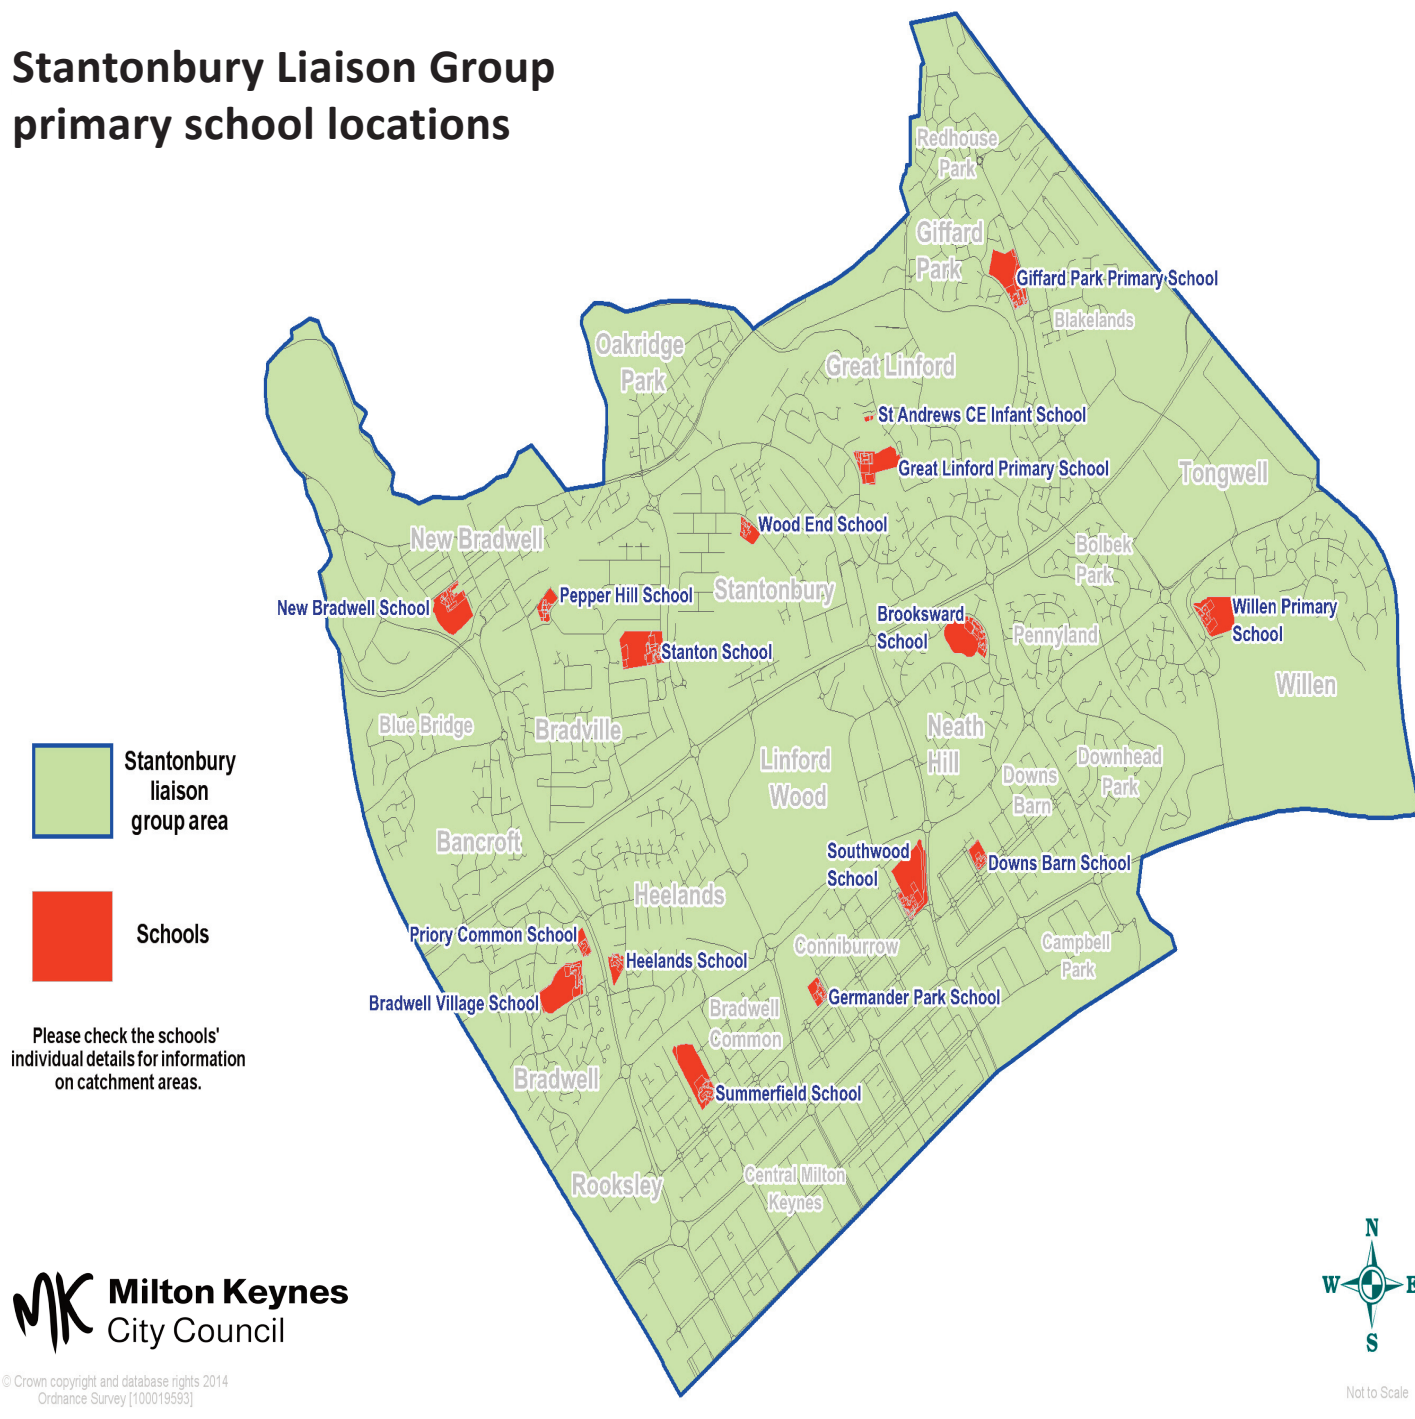 Stantonbury Liaison Group
primary school locations
Redhouse
Park
Giffard
Park
Giffard Park Primary School
Blakelands
Oakridge
Park
Great Linford
St Andrews CE Infant School
Great Linford Primary School
Tongwell
Wood End School
New Bradwell
Bolbek
Park
Stantonbury
Pepper Hill School
New Bradwell School
Brooksward
School
Willen Primary
School
Pennyland
Stanton School
Willen
Blue Bridge
Bradville
Neath
Hill
Linford
Wood
Downhead
Park
Downs
Barn
Stantonbury
liaison
group area
Bancroft
Southwood
School
Downs Barn School
Heelands
Schools
Priory Common School
Conniburrow
Campbell
Park
Heelands School
Bradwell Village School
Germander Park School
Bradwell
Common
Please check the schools'
individual details for information
on catchment areas.
Bradwell
Summerfield School
Rooksley
Central Milton
Keynes
N
W
E
S
MK
Milton Keynes
City Council
© Crown copyright and database rights 2014
Ordnance Survey [100019593]
Not to Scale